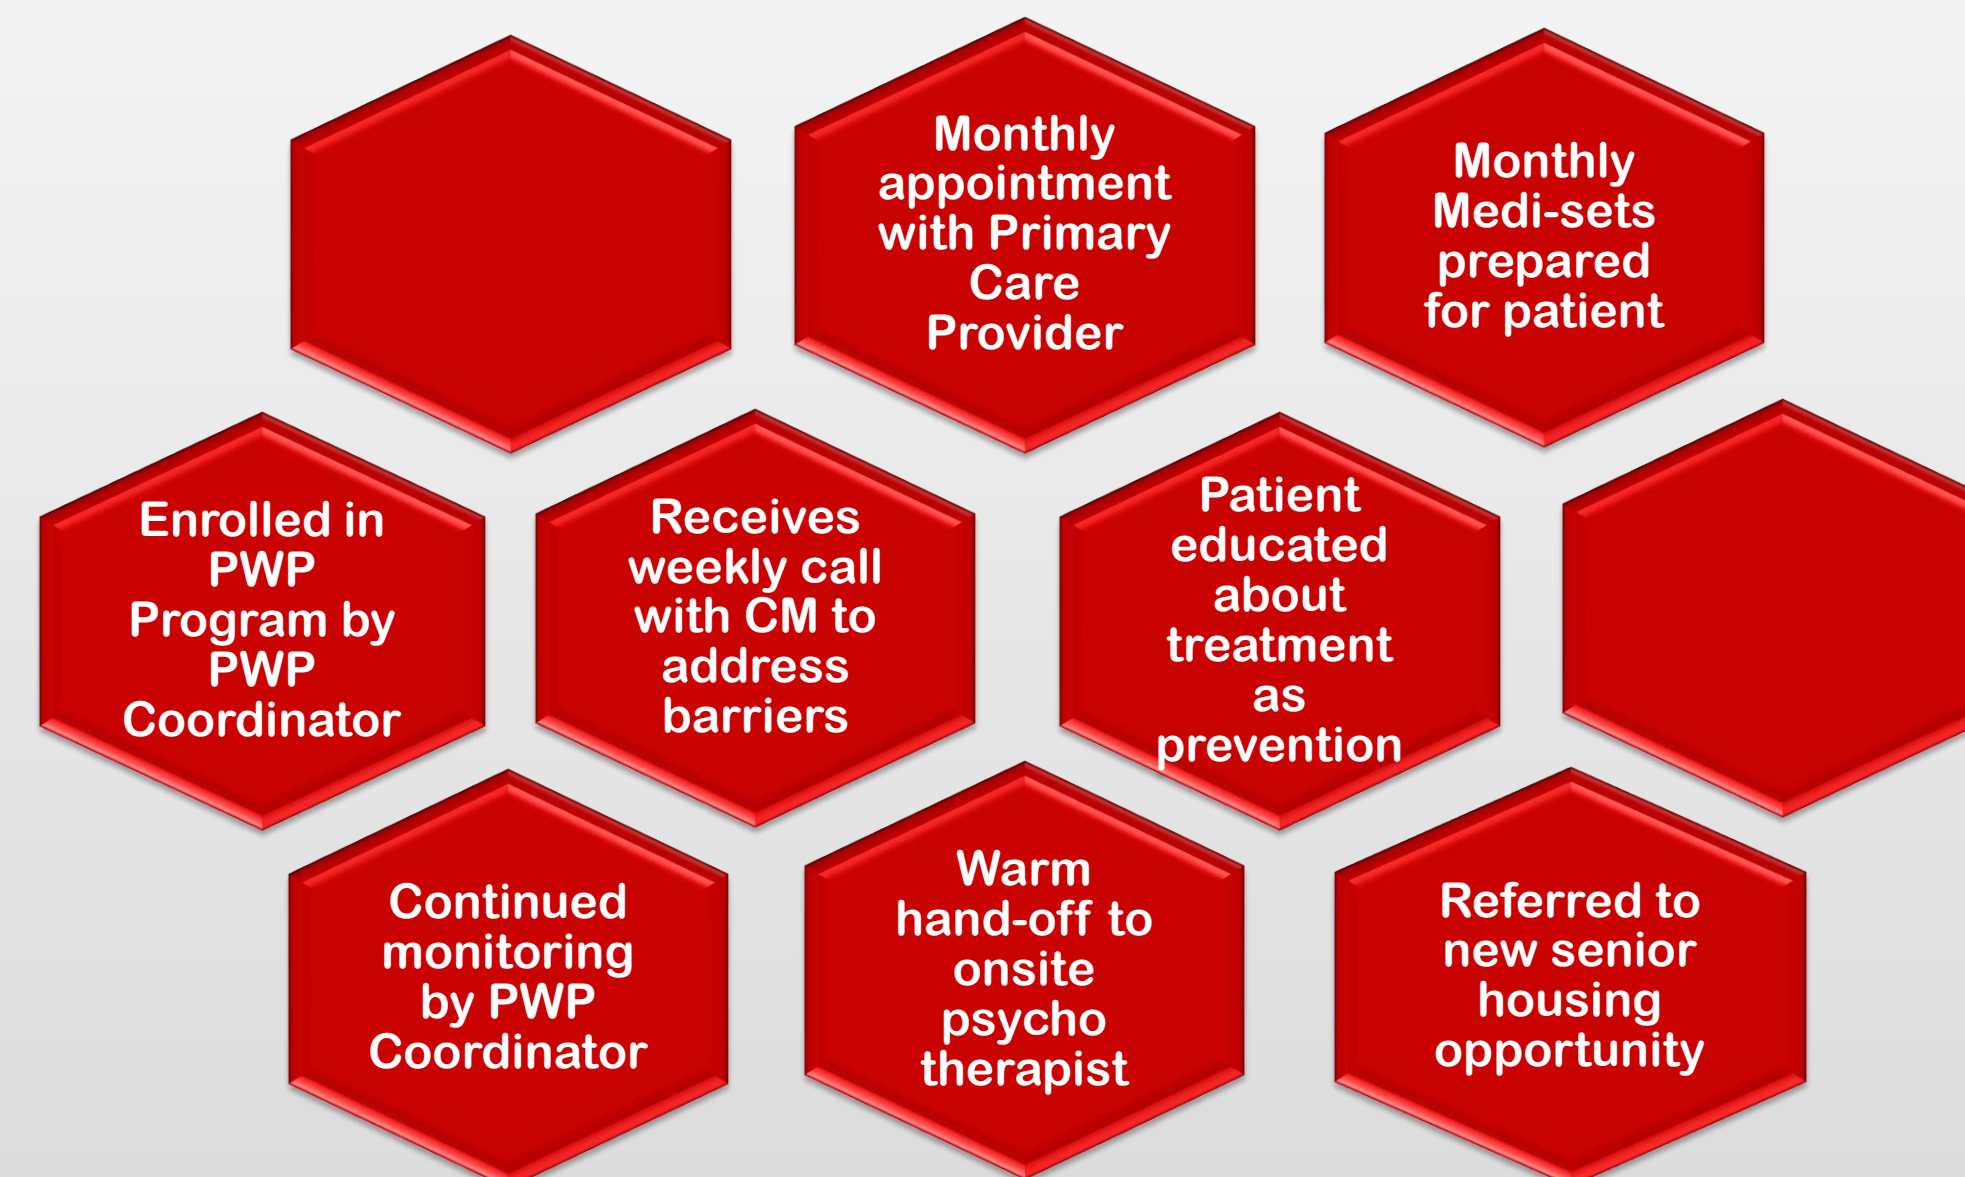 Monthly
appointment
with Primary
Care
Provider
Monthly
Medi-sets
prepared
for patient
Enrolled in
PWP
Program by
PWP
Coordinator
Receives
weekly call
with CM to
address
barriers
Patient
educated
about
treatment
as
prevention
Continued
monitoring
by PWP
Coordinator
Warm
hand-off to
onsite
psycho
therapist
Referred to
new senior
housing
opportunity